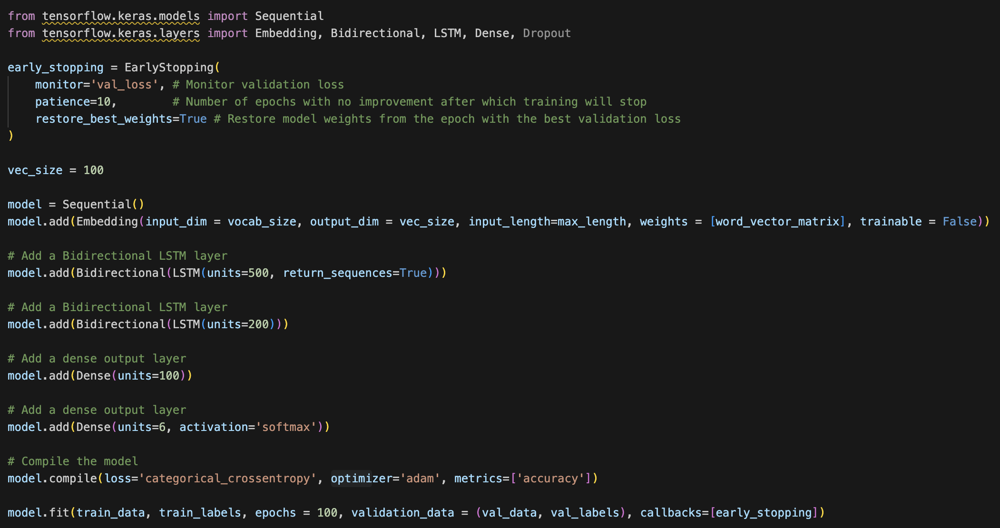 from tensorflow.keras.models import Sequential
from tensorflow.keras.layers import Embedding, Bidirectional, LSTM, Dense, Dropout
early_stopping = EarlyStopping(
    monitor='val_loss', # Monitor validation loss
    patience=10,        # Number of epochs with no improvement after which training will stop
    restore_best_weights=True # Restore model weights from the epoch with the best validation loss
)
vec_size = 100
model = Sequential()
model.add(Embedding(input_dim = vocab_size, output_dim = vec_size, input_length=max_length, weights = [word_vector_matrix], trainable = False))
# Add a Bidirectional LSTM layer
model.add(Bidirectional(LSTM(units=500, return_sequences=True)))
# Add a Bidirectional LSTM layer
model.add(Bidirectional(LSTM(units=200)))
# Add a dense output layer
model.add(Dense(units=100))
# Add a dense output layer
model.add(Dense(units=6, activation='softmax'))
# Compile the model
model.compile(loss='categorical_crossentropy', optimizer='adam', metrics=['accuracy'])
model.fit(train_data, train_labels, epochs = 100, validation_data = (val_data, val_labels), callbacks=[early_stopping])